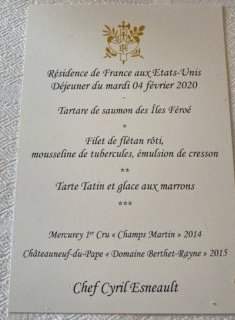 Résidence de France aux Etats-Unis
Déjeuner du mardi 04 février 2020
-
Tartare de saumon des Îles Féroé
*
Filet de flétan rôti,
mousseline de tubercules, émulsion de cresson
**
Tarte Tatin et glace aux marrons
***
Mercurey 1er Cru « Champs Martin » 2014
Châteauneuf-du-Pape « Domaine Berthet-Rayne » 2015
Chef Cyril Esneault